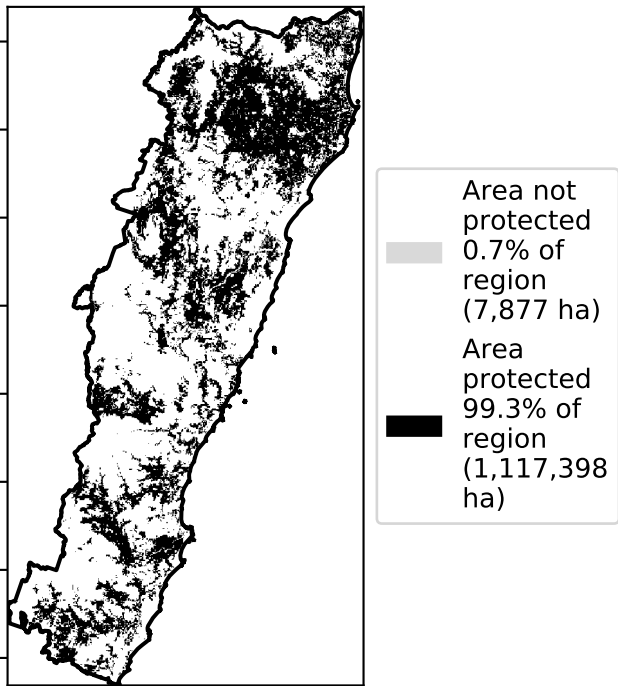 Area not
protected
0.7% of
region
(7,877 ha)
Area
protected
99.3% of
region
(1,117,398
ha)